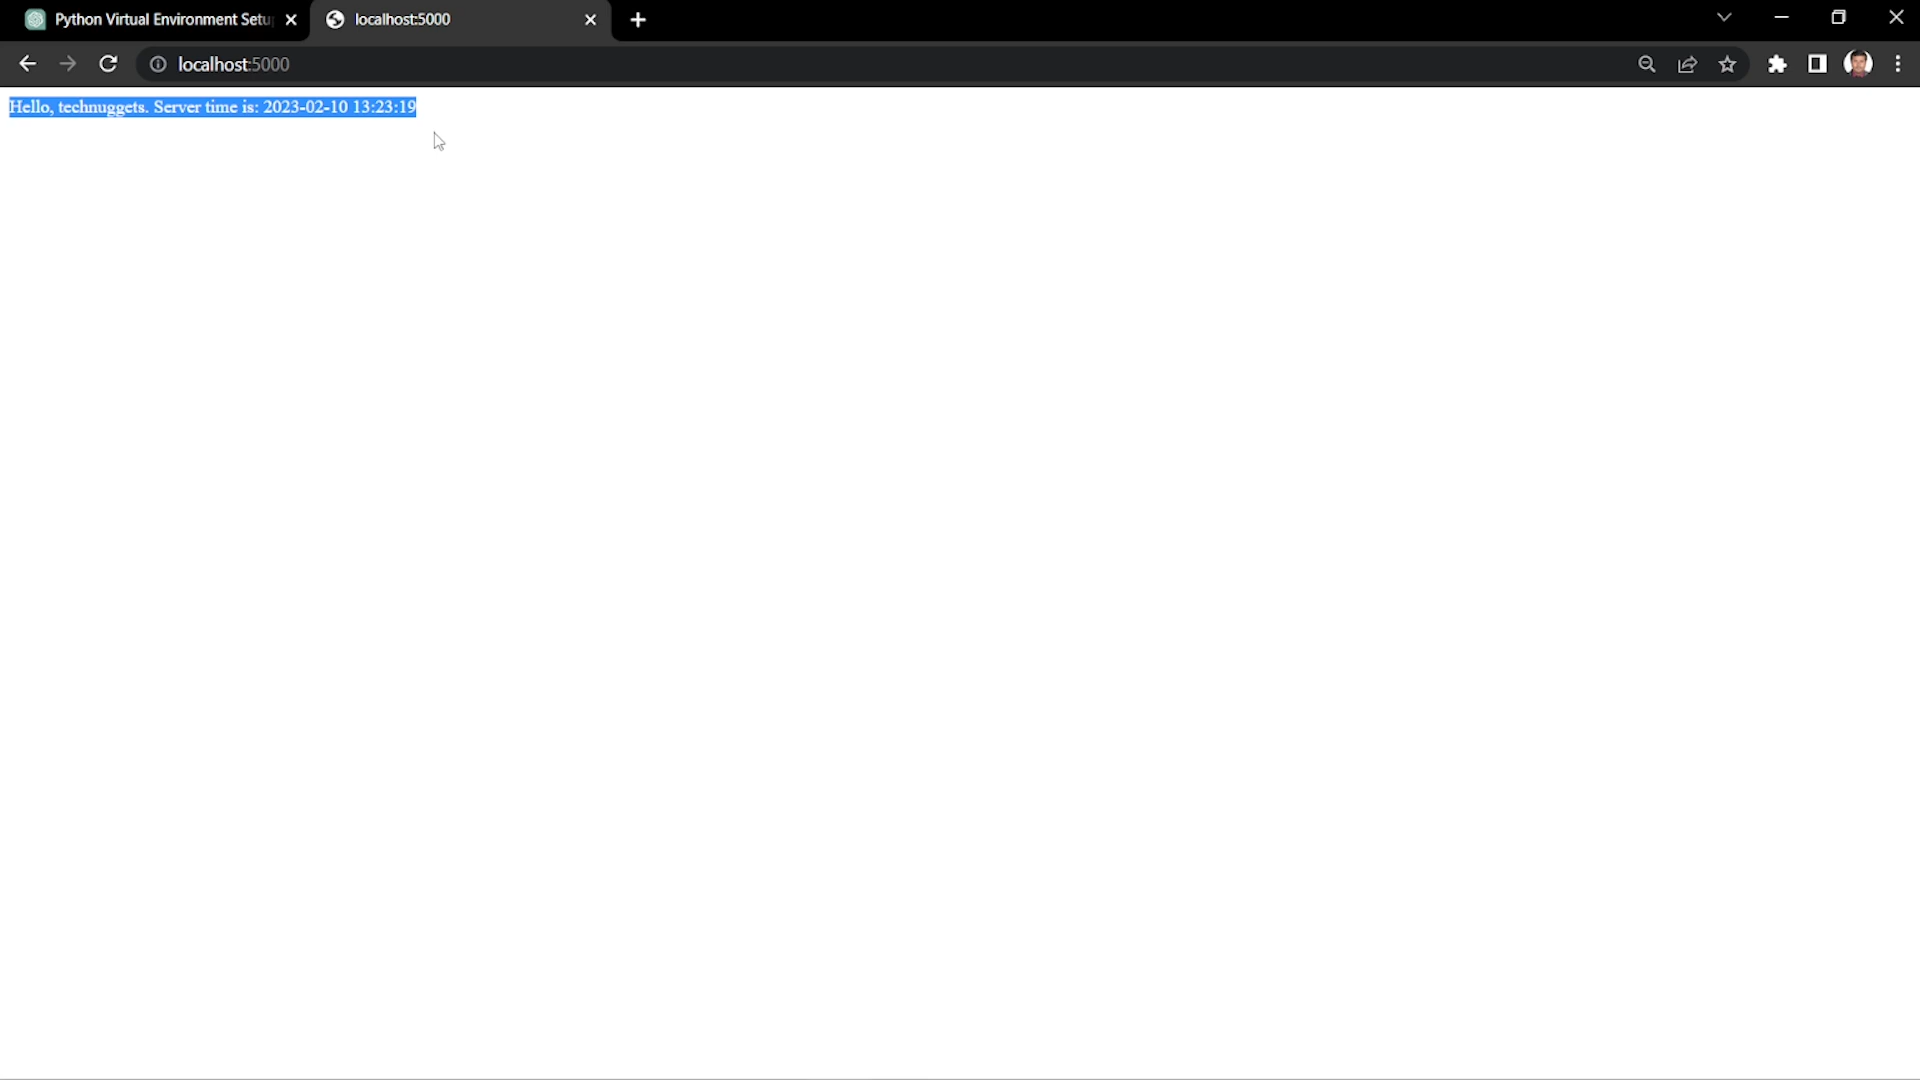 Python Virtual Environment Setu
localhost:5000
localhost:5000
Hello, technuggets. Server time is: 2023-02-10 13:23:19